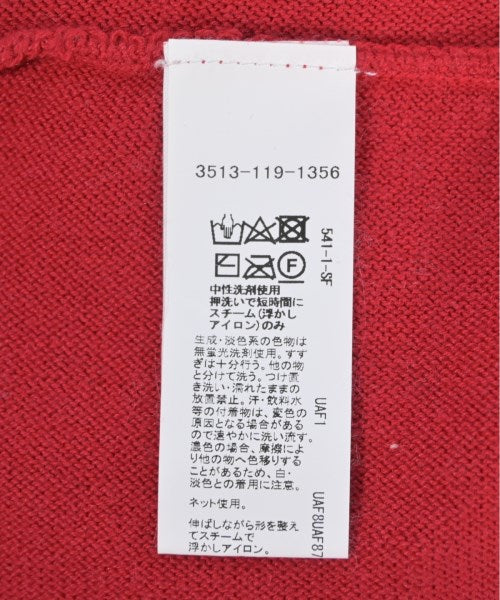 3513-119-1356
541-1-SF
F
中性洗剤使用
押洗いで短時間に
スチーム(浮かし
アイロン)のみ
生成・淡色系の色物は
無蛍光洗剤使用。すす
ぎは十分行う。他の物
と分けて洗う。つけ置
き洗い・濡れたままの
放置禁止。汗・飲料水
等の付着物は、変色の
原因となる場合がある
ので速やかに洗い流す。
濃色の場合、摩擦によ
り他の物へ色移りする
ことがあるため、白・
淡色との着用に注意。
ネット使用。
伸ばしながら形を整え
てスチームで
浮かしアイロン。
UAF1
UAF8UAF87